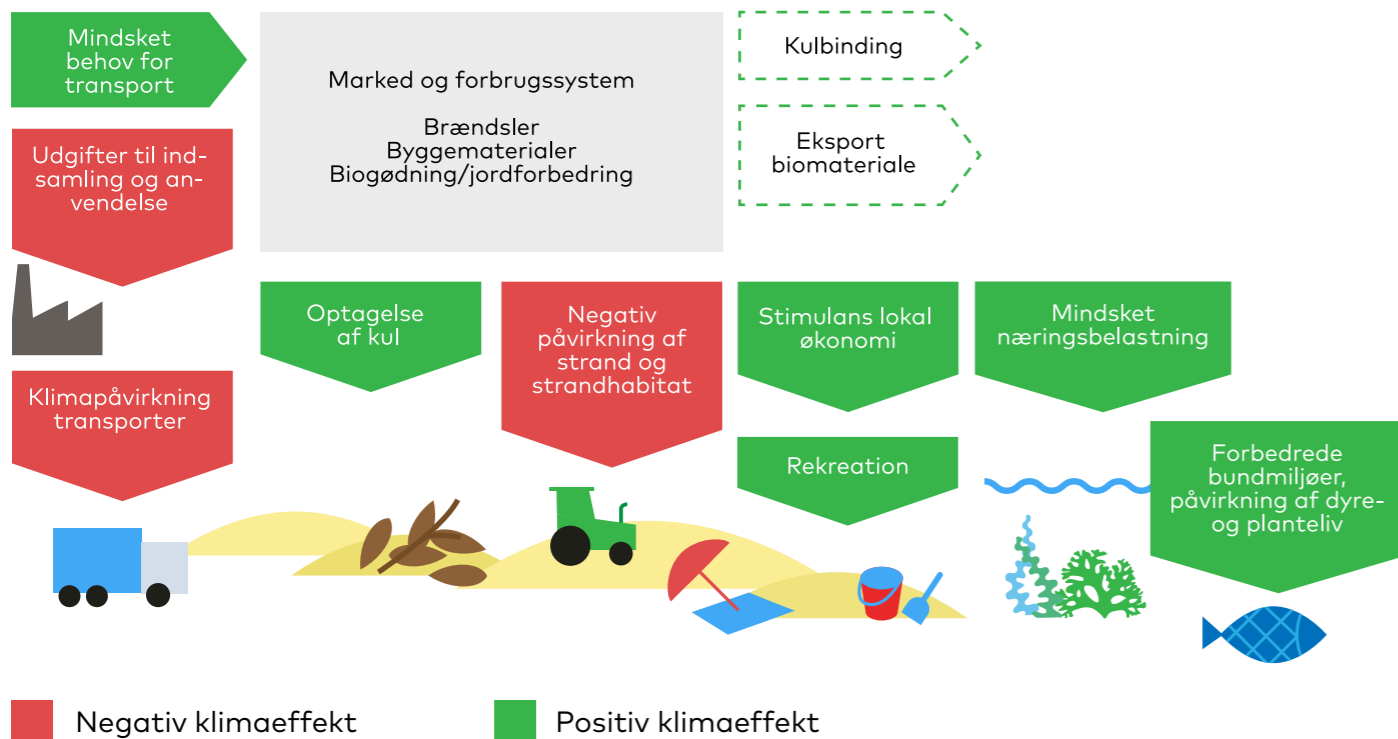 Mindsket
behov for
transport
Marked og forbrugssystem
Brændsler
Byggematerialer
Biogødning/jordforbedring
Kulbinding
Eksport
biomateriale
Udgifter til ind-
samling og an-
vendelse
Optagelse
af kul
Negativ
påvirkning af
strand og
strandhabitat
Stimulans lokal
økonomi
Mindsket
næringsbelastning
Klimapåvirkning
transporter
Rekreation
Forbedrede
bundmiljøer,
påvirkning af dyre-
og planteliv
Negativ klimaeffekt
Positiv klimaeffekt